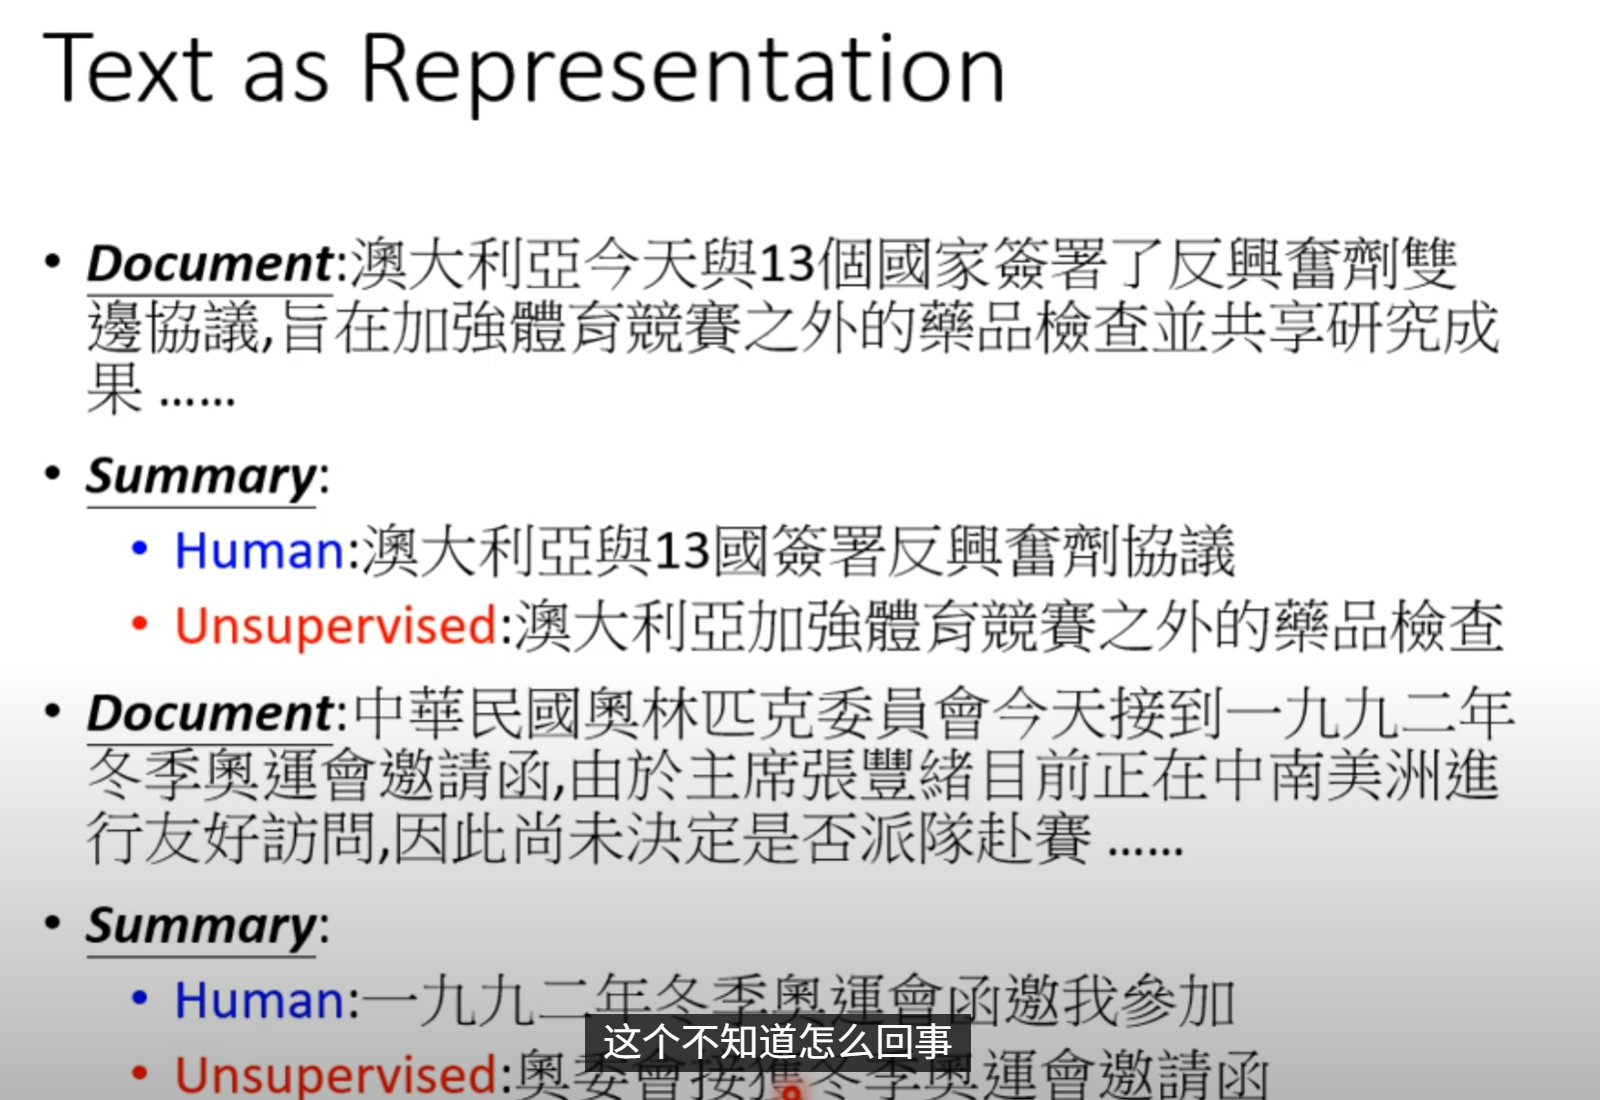 Text as Representation
• Document:澳大利亞今天與13個國家簽署了反興奮劑雙
邊協議,旨在加強體育競賽之外的藥品檢查並共享研究成
果 ……
• Summary:
• Human:澳大利亞與13國簽署反興奮劑協議
• Unsupervised:澳大利亞加強體育競賽之外的藥品檢查
• Document:中華民國奧林匹克委員會今天接到一九九二年
冬季奧運會邀請函,由於主席張豐緒目前正在中南美洲進
行友好訪問,因此尚未決定是否派隊赴賽 ……
• Summary:
• Human:一九九二年冬季奧運會函邀我參加
这个不知道怎么回事
• Unsupervised:奧委會接獲冬季奧運會邀請函